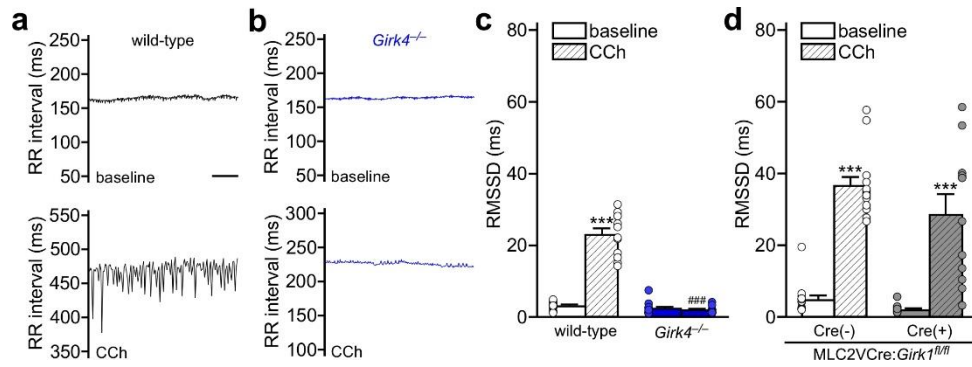 a
wild-type
RR interval (ms)
250
200
150
100
50
baseline
RR interval (ms)
550
500
450
400
350
CCh
b
Girk4–/–
RR interval (ms)
250
200
150
100
50
baseline
RR interval (ms)
300
250
200
150
100
CCh
c
baseline
CCh
RMSSD (ms)
80
60
40
20
0
***
###
wild-type
Girk4–/–
d
baseline
CCh
RMSSD (ms)
80
60
40
20
0
***
***
Cre(-)
Cre(+)
MLC2VCre:Girk1fl/fl